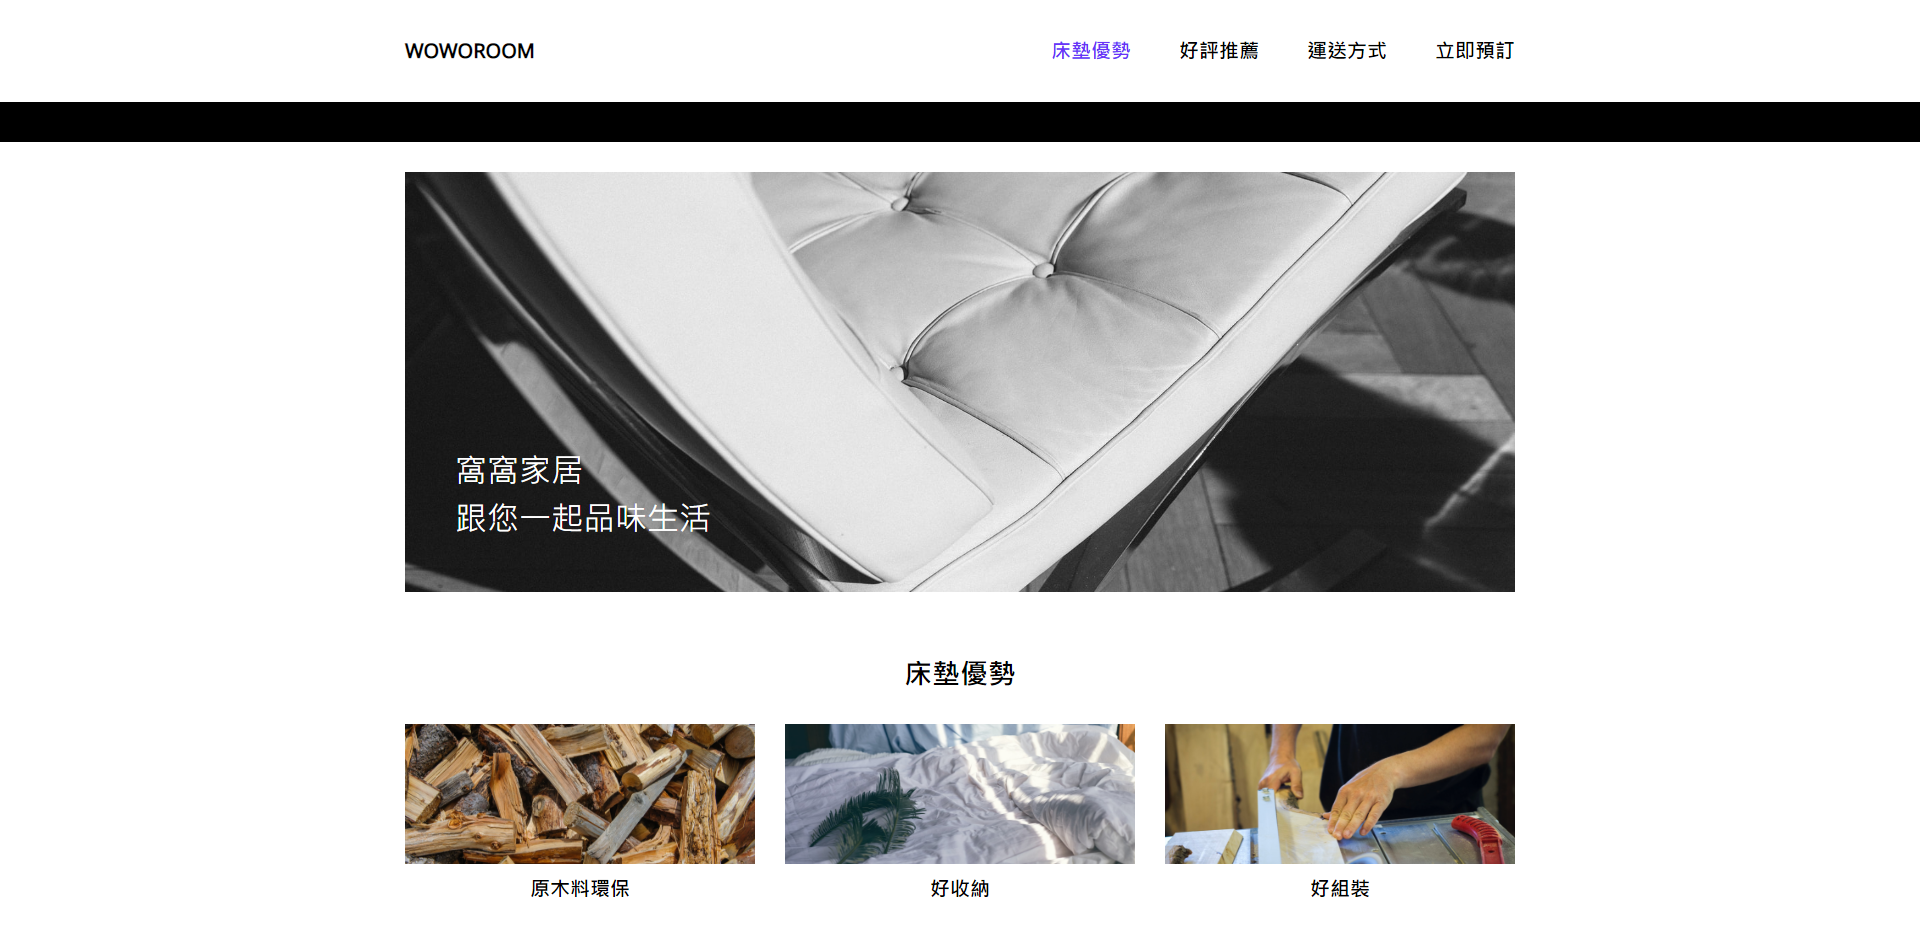 WOWOROOM
床墊優勢
好評推薦
運送方式
立即預訂
窩窩家居
跟您一起品味生活
床墊優勢
原木料環保
好收納
好組裝